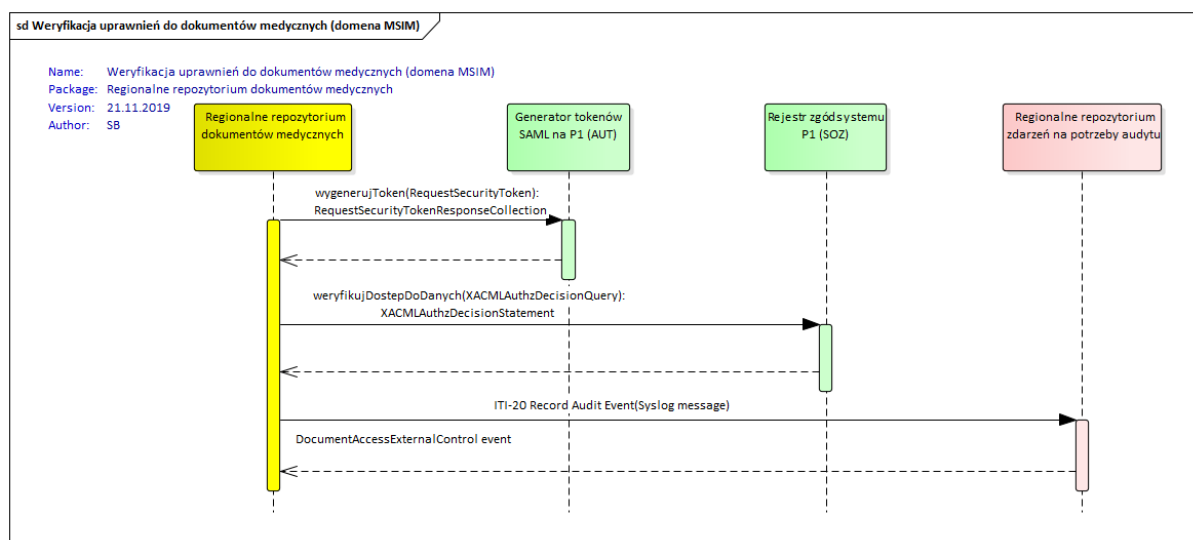 sd Weryfikacja uprawnień do dokumentów medycznych (domena MSIM)
Name: Weryfikacja uprawnień do dokumentów medycznych (domena MSIM)
Package: Regionalne repozytorium dokumentów medycznych
Version: 21.11.2019
Author: SB
Regionalne repozytorium
dokumentów medycznych
Generator tokenów
SAML na P1 (AUT)
Rejestr zgód systemu
P1 (SOZ)
Regionalne repozytorium
zdarzeń na potrzeby audytu
wygenerujToken(RequestSecurityToken):
RequestSecurityTokenResponseCollection
weryfikujDostepDoDanych(XACMLAuthzDecisionQuery):
XACMLAuthzDecisionStatement
ITI-20 Record Audit Event(Syslog message)
DocumentAccessExternalControl event